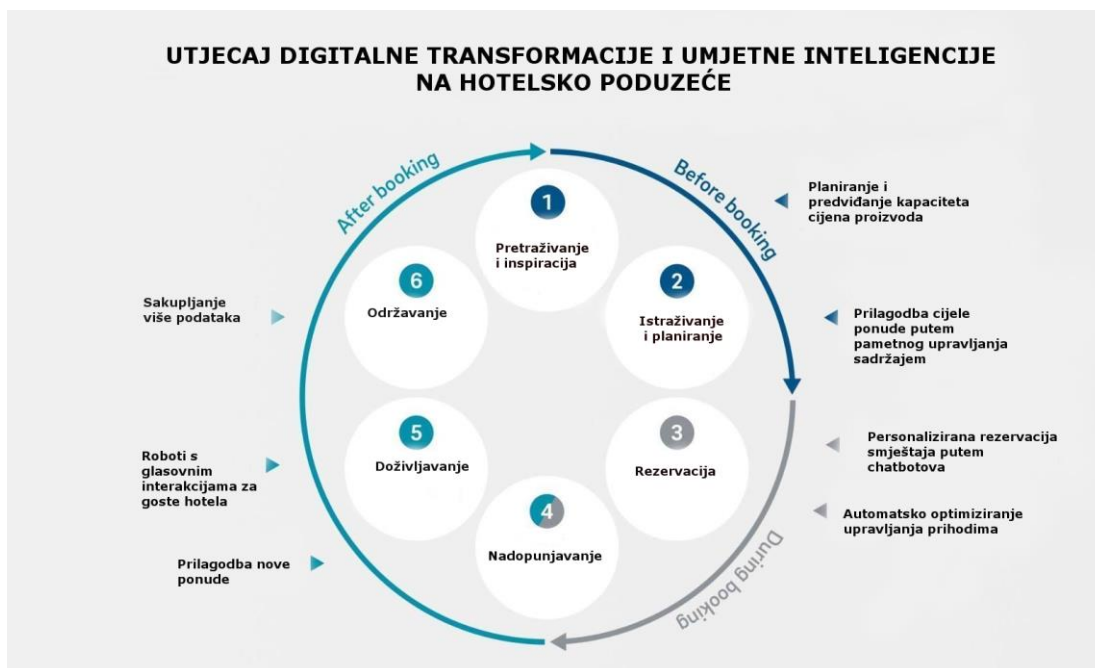 UTJECAJ DIGITALNE TRANSFORMACIJE I UMJETNE INTELIGENCIJE
NA HOTELSKO PODUZEĆE
After booking
Before booking
1
Pretraživanje
i inspiracija
Planiranje i
predviđanje kapaciteta
cijena proizvoda
2
Istraživanje
i planiranje
Prilagodba cijele
ponude putem
pametnog upravljanja
sadržajem
3
Rezervacija
Personalizirana rezervacija
smještaja putem
chatbotova
Automatsko optimiziranje
upravljanja prihodima
During booking
4
Nadopunjavanje
Prilagodba nove
ponude
5
Doživljavanje
Roboti s
glasovnim
interakcijama za
goste hotela
6
Održavanje
Sakupljanje
više podataka